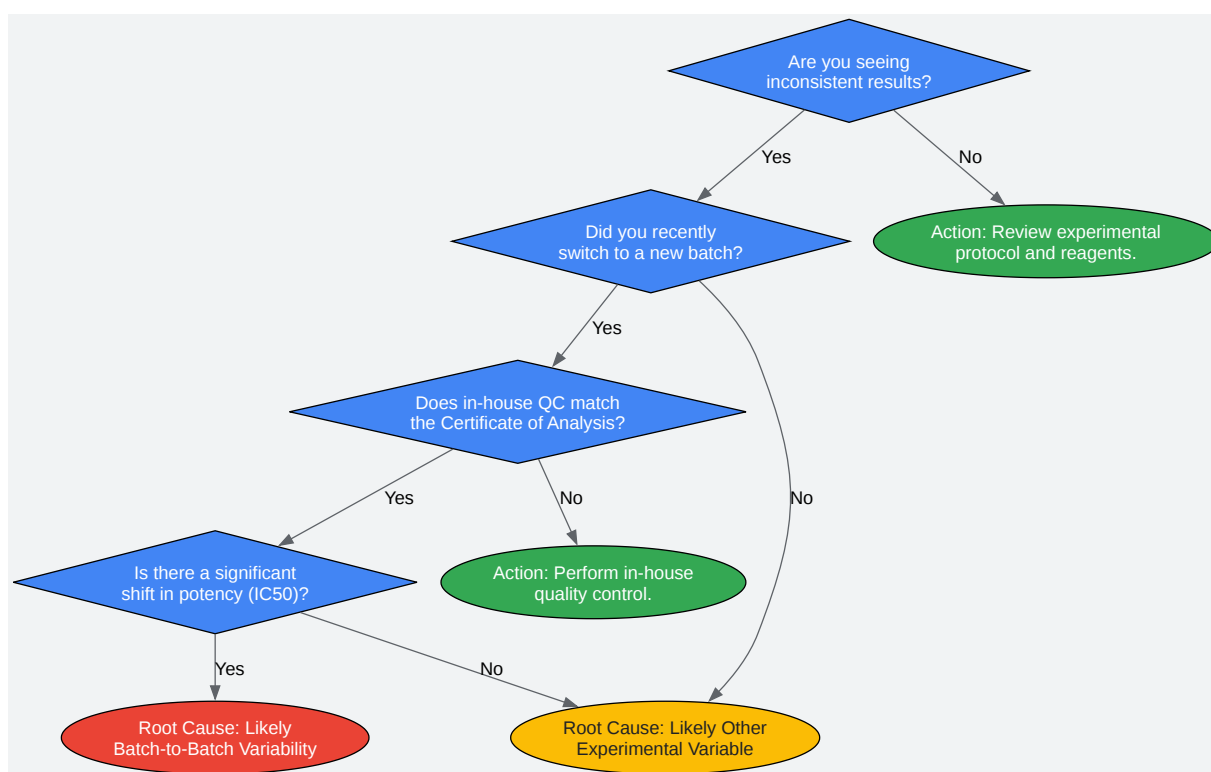 Are you seeing
inconsistent results?
Yes
No
Did you recently
switch to a new batch?
Action: Review experimental
protocol and reagents.
Yes
Does in-house QC match
the Certificate of Analysis?
Yes
No
No
Is there a significant
shift in potency (IC50)?
Action: Perform in-house
quality control.
Yes
No
Root Cause: Likely
Batch-to-Batch Variability
Root Cause: Likely Other
Experimental Variable